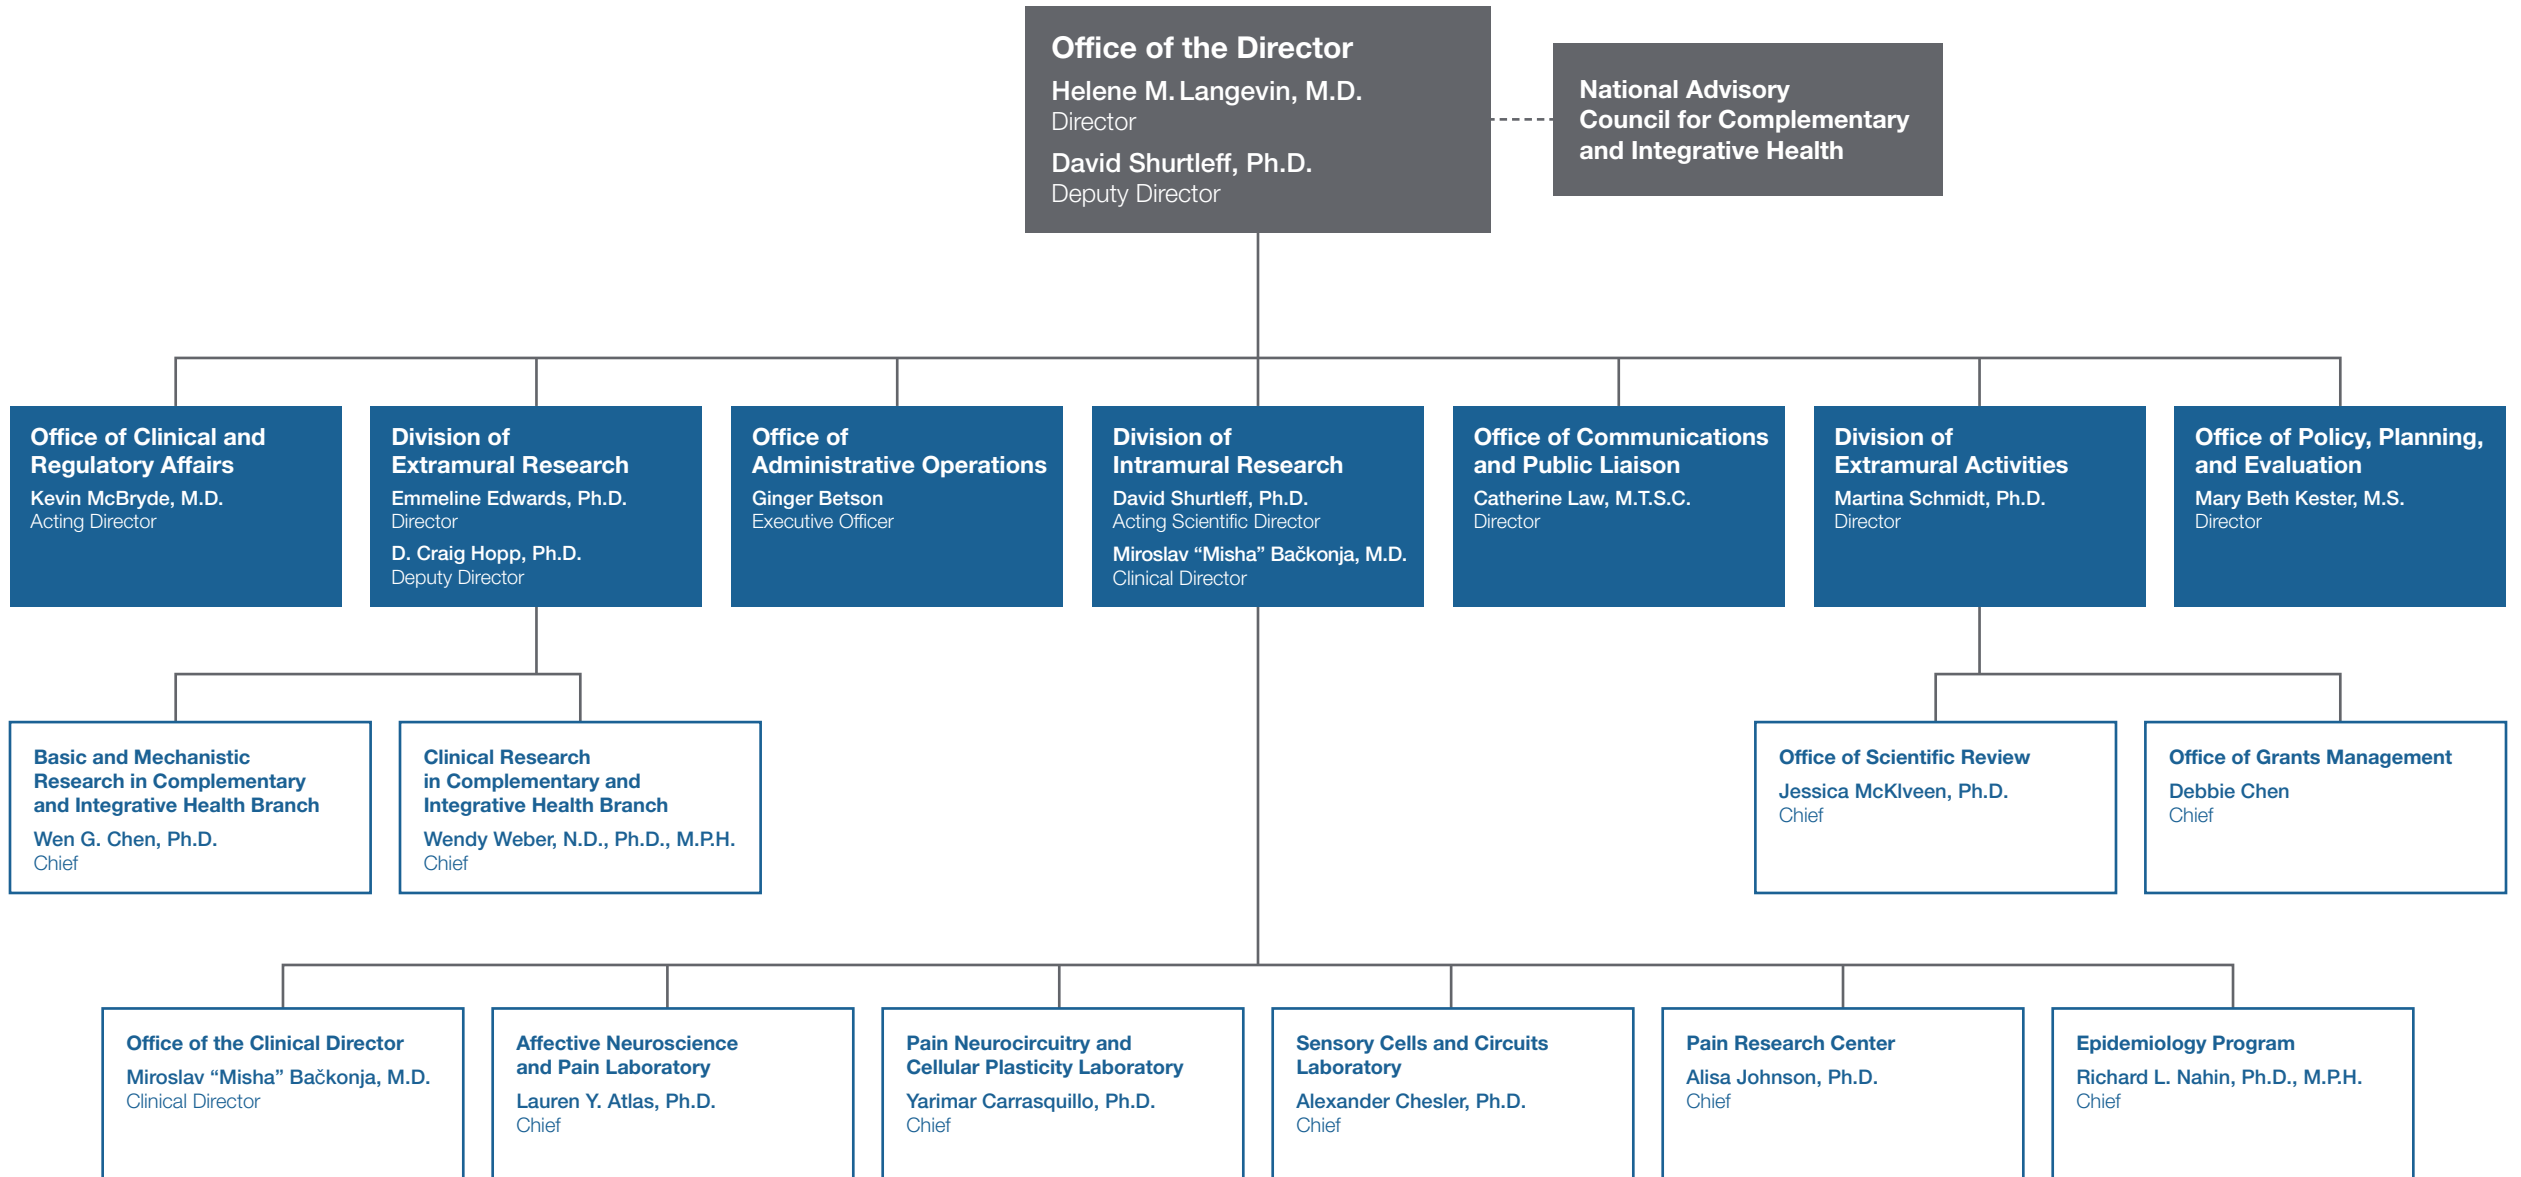 Office of the Director
Helene M. Langevin, M.D.
Director
David Shurtleff, Ph.D.
Deputy Director
National Advisory
Council for Complementary
and Integrative Health
Office of Clinical and
Regulatory Affairs
Kevin McBryde, M.D.
Acting Director
Division of
Extramural Research
Emmeline Edwards, Ph.D.
Director
D. Craig Hopp, Ph.D.
Deputy Director
Office of
Administrative Operations
Ginger Betson
Executive Officer
Division of
Intramural Research
David Shurtleff, Ph.D.
Acting Scientific Director
Miroslav “Misha” Bačkonja, M.D.
Clinical Director
Office of Communications
and Public Liaison
Catherine Law, M.T.S.C.
Director
Division of
Extramural Activities
Martina Schmidt, Ph.D.
Director
Office of Policy, Planning,
and Evaluation
Mary Beth Kester, M.S.
Director
Basic and Mechanistic
Research in Complementary
and Integrative Health Branch
Wen G. Chen, Ph.D.
Chief
Clinical Research
in Complementary and
Integrative Health Branch
Wendy Weber, N.D., Ph.D., M.P.H.
Chief
Office of Scientific Review
Jessica McKlveen, Ph.D.
Chief
Office of Grants Management
Debbie Chen
Chief
Office of the Clinical Director
Miroslav “Misha” Bačkonja, M.D.
Clinical Director
Affective Neuroscience
and Pain Laboratory
Lauren Y. Atlas, Ph.D.
Chief
Pain Neurocircuitry and
Cellular Plasticity Laboratory
Yarimar Carrasquillo, Ph.D.
Chief
Sensory Cells and Circuits
Laboratory
Alexander Chesler, Ph.D.
Chief
Pain Research Center
Alisa Johnson, Ph.D.
Chief
Epidemiology Program
Richard L. Nahin, Ph.D., M.P.H.
Chief